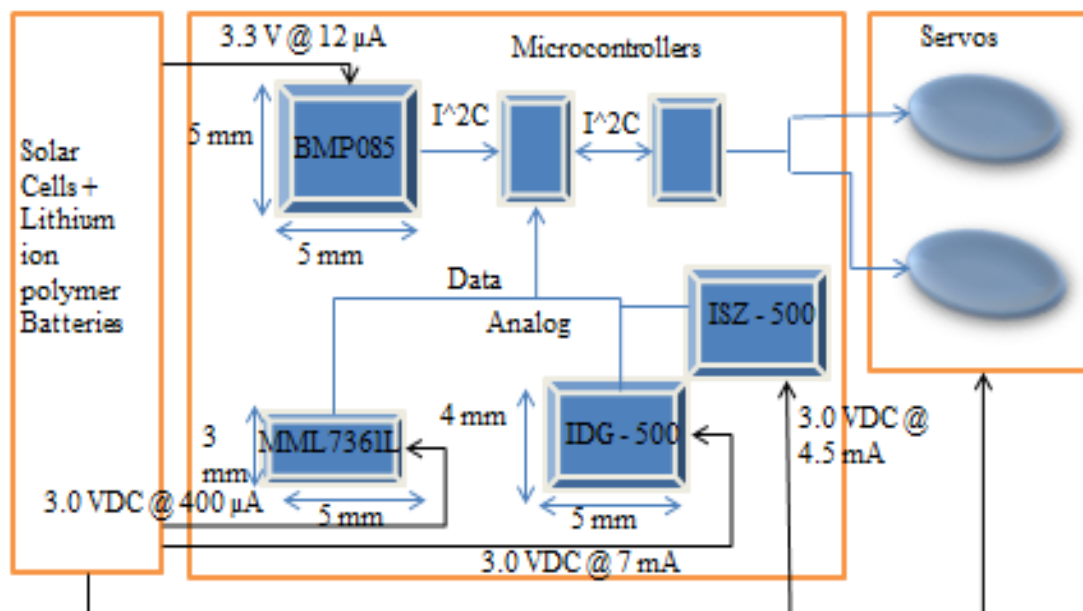 3.3 V @ 12 µA
Microcontrollers
Servos
Solar
Cells +
Lithium
ion
polymer
Batteries
5 mm
BMP085
I^2C
I^2C
5 mm
Data
Analog
ISZ - 500
3
mm
MML7361L
4 mm
IDG - 500
3.0 VDC @
4.5 mA
3.0 VDC @ 400 µA
5 mm
5 mm
3.0 VDC @ 7 mA